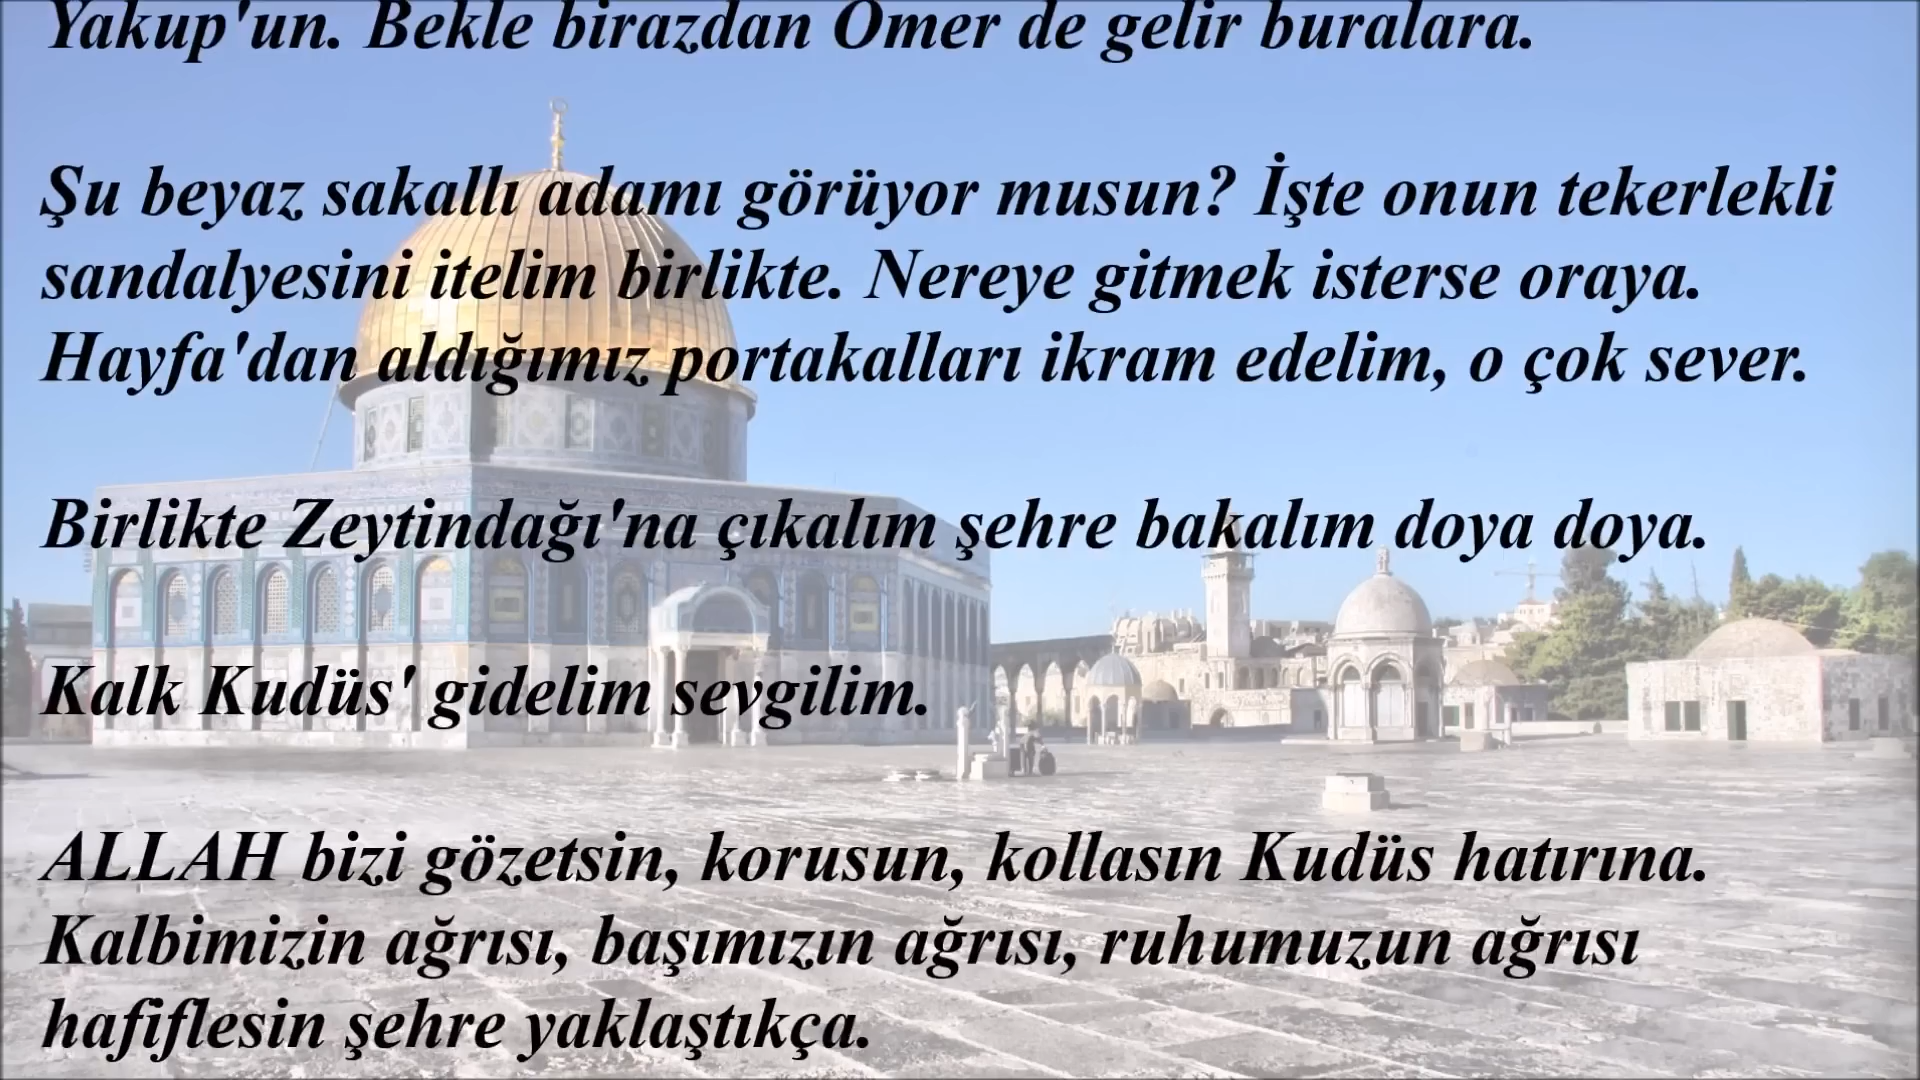 Yakup'un. Bekle birazdan Ömer de gelir buralara.
Şu beyaz sakallı adamı görüyor musun? İşte onun tekerlekli
sandalyesini itelim birlikte. Nereye gitmek isterse oraya.
Hayfa'dan aldığımız portakalları ikram edelim, o çok sever.
Birlikte Zeytindağı'na çıkalım şehre bakalım doya doya.
Kalk Kudüs' gidelim sevgilim.
ALLAH bizi gözetsin, korusun, kollasın Kudüs hatırına.
Kalbimizin ağrısı, başımızın ağrısı, ruhumuzun ağrısı
hafiflesin şehre yaklaştıkça.